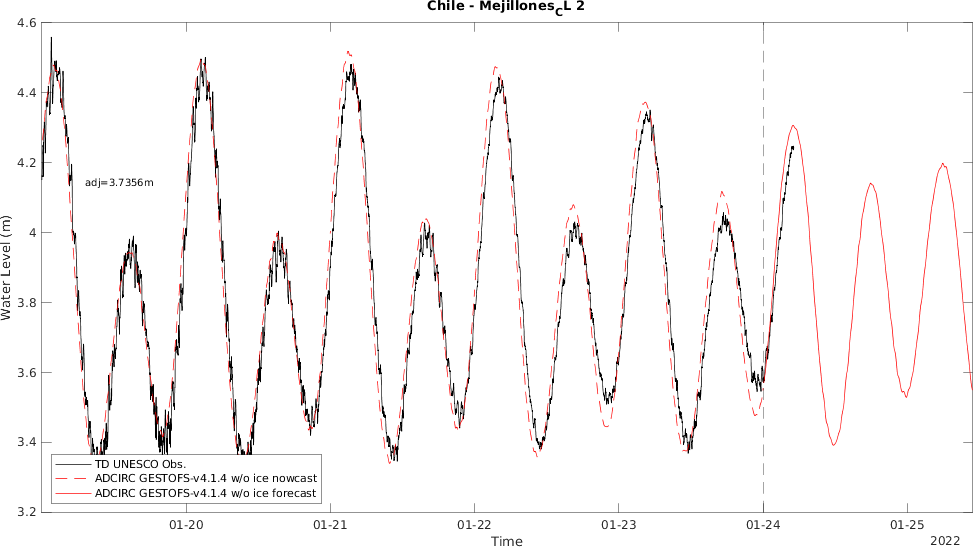 Chile - Mejillones_CL 2
4.6
4.4
4.2
4
3.8
3.6
3.4
3.2
Water Level (m)
adj=3.7356m
TD UNESCO Obs.
ADCIRC GESTOFS-v4.1.4 w/o ice nowcast
ADCIRC GESTOFS-v4.1.4 w/o ice forecast
01-20 01-21 01-22 01-23 01-24 01-25
Time
2022